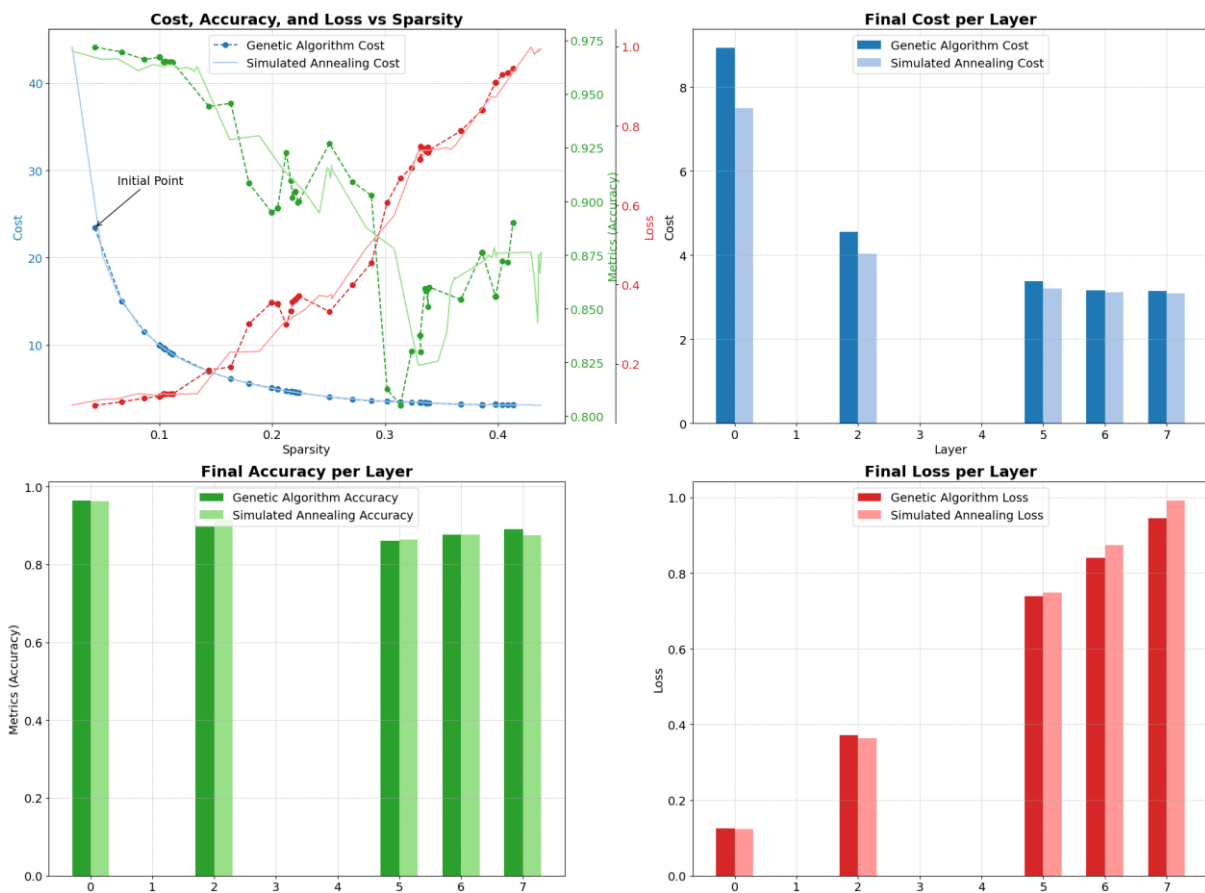 Cost, Accuracy, and Loss vs Sparsity
Genetic Algorithm Cost
Simulated Annealing Cost
Initial Point
Cost
40
30
20
10
0.1
0.2
0.3
0.4
Sparsity
0.975
0.950
0.925
0.900
0.875
0.850
0.825
0.800
Metrics (Accuracy)
1.0
0.8
0.6
0.4
0.2
Loss
Final Cost per Layer
Genetic Algorithm Cost
Simulated Annealing Cost
Cost
8
6
4
2
0
0 1 2 3 4 5 6 7
Layer
Final Accuracy per Layer
Genetic Algorithm Accuracy
Simulated Annealing Accuracy
Metrics (Accuracy)
1.0
0.8
0.6
0.4
0.2
0.0
0 1 2 3 4 5 6 7
Final Loss per Layer
Genetic Algorithm Loss
Simulated Annealing Loss
Loss
1.0
0.8
0.6
0.4
0.2
0.0
0 1 2 3 4 5 6 7